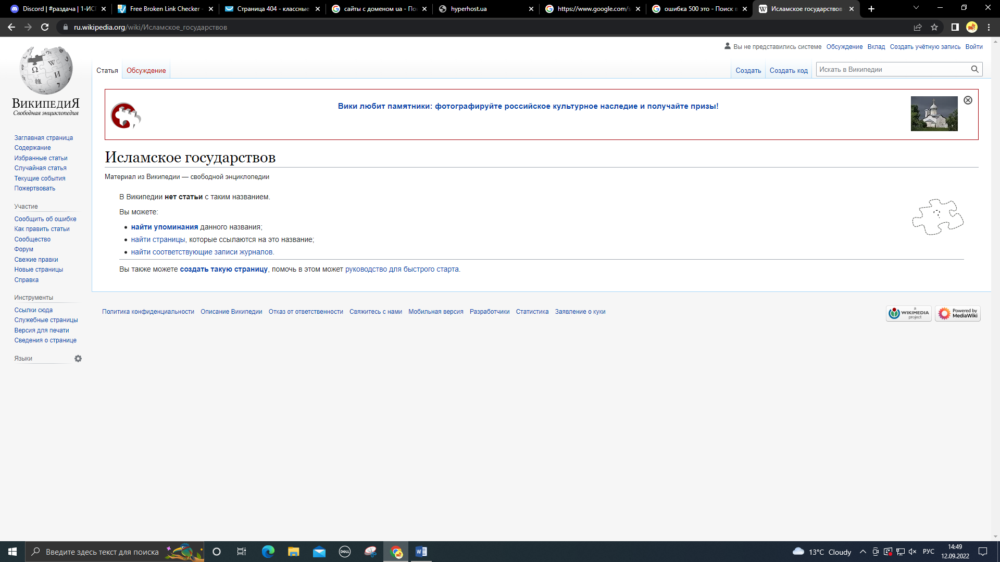 Discord | #раздача | 1-ИСП
Free Broken Link Checker -
Страница 404 - классные
сайты с доменом ua - По
hyperhost.ua
https://www.google.com/s
ошибка 500 это - Поиск в
Исламское государствов
ru.wikipedia.org/wiki/Исламское_государствов
Вы не представились системе Обсуждение Вклад Создать учётную запись Войти
Статья Обсуждение Создать Создать код Искать в Википедии
ВикипедиЯ
Свободная энциклопедия
Вики любит памятники: фотографируйте российское культурное наследие и получайте призы!
Заглавная страница
Содержание
Избранные статьи
Случайная статья
Текущие события
Пожертвовать
Участие
Сообщить об ошибке
Как править статьи
Сообщество
Форум
Свежие правки
Новые страницы
Справка
Инструменты
Ссылки сюда
Служебные страницы
Версия для печати
Сведения о странице
Языки
Исламское государствов
Материал из Википедии — свободной энциклопедии
В Википедии нет статьи с таким названием.
Вы можете:
найти упоминания данного названия;
найти страницы, которые ссылаются на это название;
найти соответствующие записи журналов.
Вы также можете создать такую страницу, помочь в этом может руководство для быстрого старта.
Политика конфиденциальности Описание Википедии Отказ от ответственности Свяжитесь с нами Мобильная версия Разработчики Статистика Заявление о куки
a
WIKIMEDIA
project
Powered by
MediaWiki
Введите здесь текст для поиска
DELL
13°C Cloudy
РУС
14:49
12.09.2022